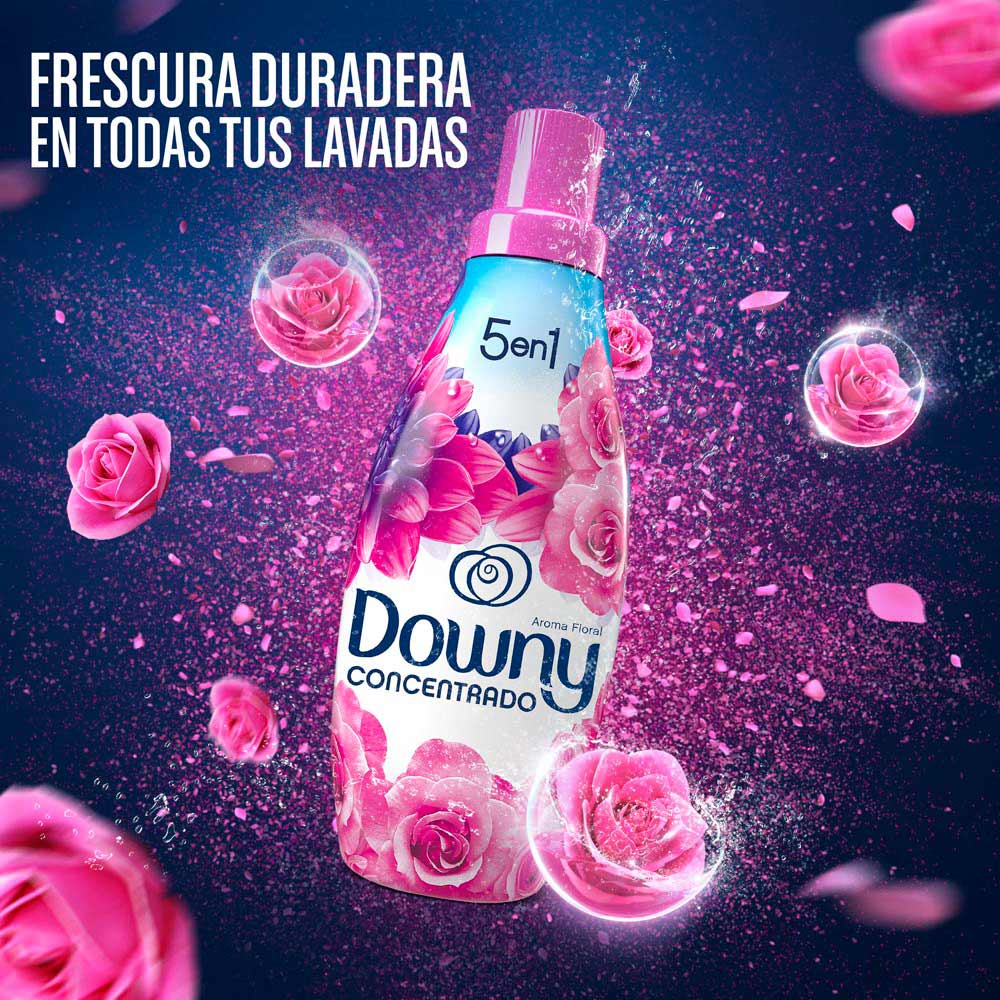 FRESCURA DURADERA
EN TODAS TUS LAVADAS
5en1
Aroma Floral
Downy
CONCENTRADO